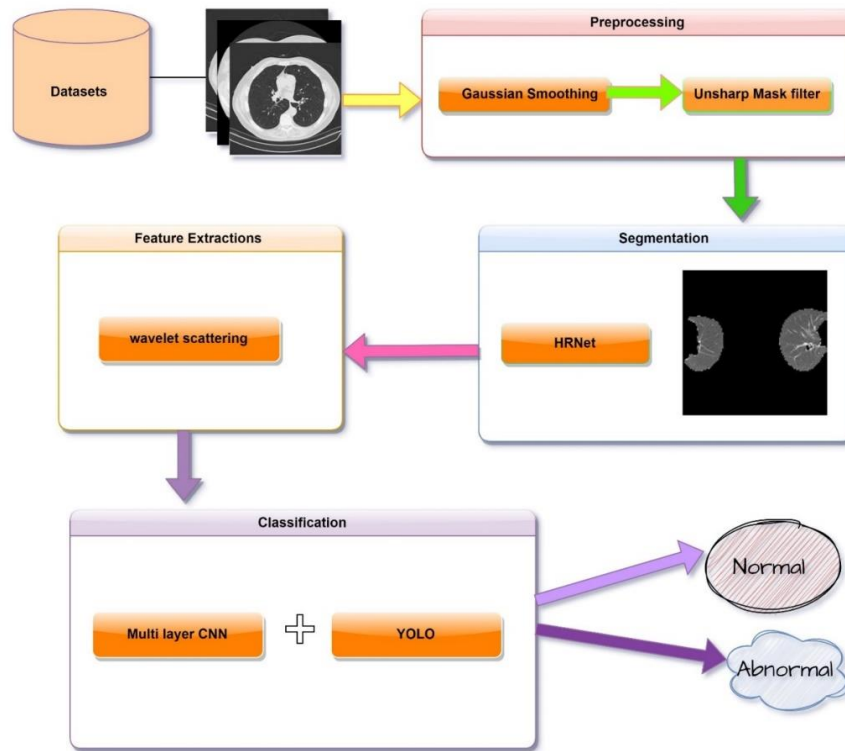 Datasets
Preprocessing
Gaussian Smoothing
Unsharp Mask filter
Feature Extractions
wavelet scattering
Segmentation
HRNet
Classification
Multi layer CNN
YOLO
Normal
Abnormal